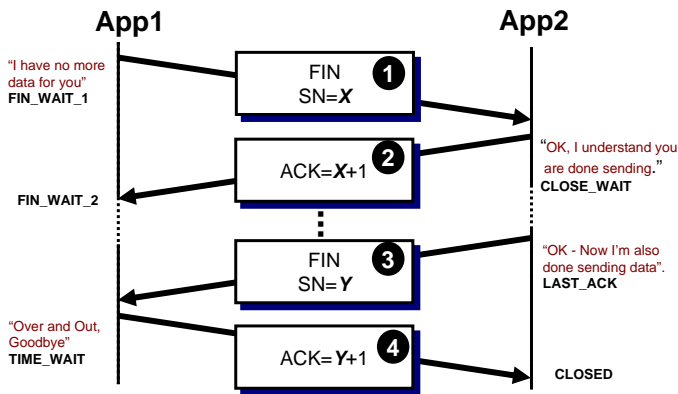 App1
App2
“I have no more
data for you”
FIN_WAIT_1
FIN
SN=X
1
ACK=X+1
2
“OK, I understand you
are done sending.”
CLOSE_WAIT
FIN_WAIT_2
FIN
SN=Y
3
“OK - Now I’m also
done sending data”.
LAST_ACK
“Over and Out,
Goodbye”
TIME_WAIT
ACK=Y+1
4
CLOSED